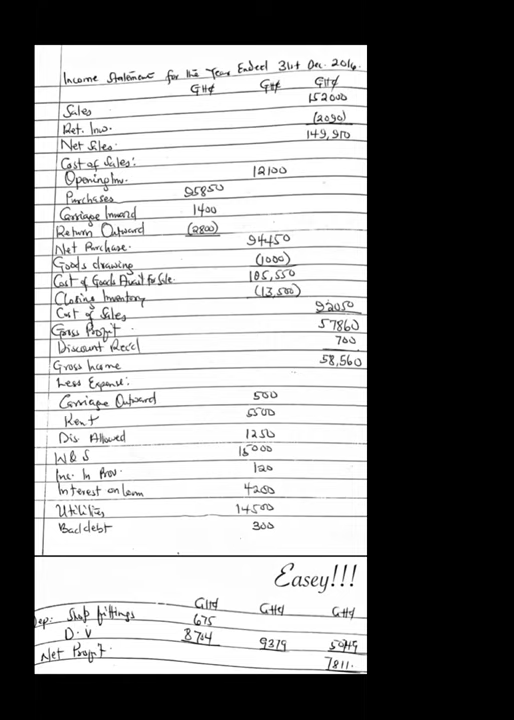 Income Statement for the Year Ended 31st Dec. 2016.
GH¢ GH¢ GH¢
Sales 152000
Ret. Inw. (2090)
Net Sales. 149,910
Cost of Sales:
Opening Inv. 12100
Purchases 95850
Carriage Inward 1400
Return Outward (2800)
Net Purchase. 94450
Goods drawing (1000)
Cost of Goods Avail for Sale. 105,550
Closing Inventory (13,500)
Cost of Sales 92050
Gross Profit 57860
Discount Rec'd 700
Gross Income 58,560
Less Expense:
Carriage Outward 500
Rent 5500
Dis Allowed 1250
W & S 15000
Inc. In Prov. 120
Interest on loan 4200
Utilities 14500
Bad debt 300
Easey!!!
GH¢ GH¢ GH¢
Dep: Shop fittings 675
D. V 8704 9379
Net Profit 7811.